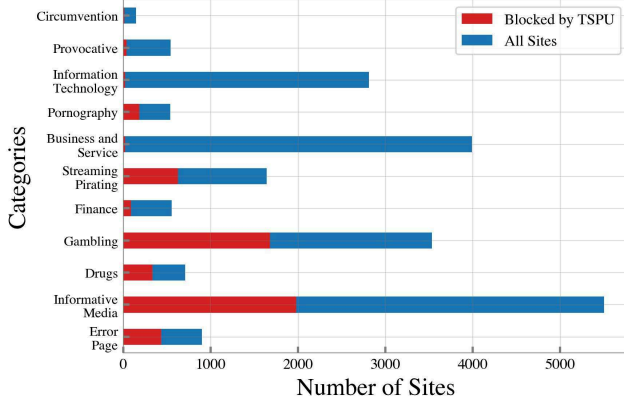 Circumvention
Provocative
Information
Technology
Pornography
Business and
Service
Streaming
Pirating
Finance
Gambling
Drugs
Informative
Media
Error
Page
Categories
Blocked by TSPU
All Sites
0 1000 2000 3000 4000 5000
Number of Sites